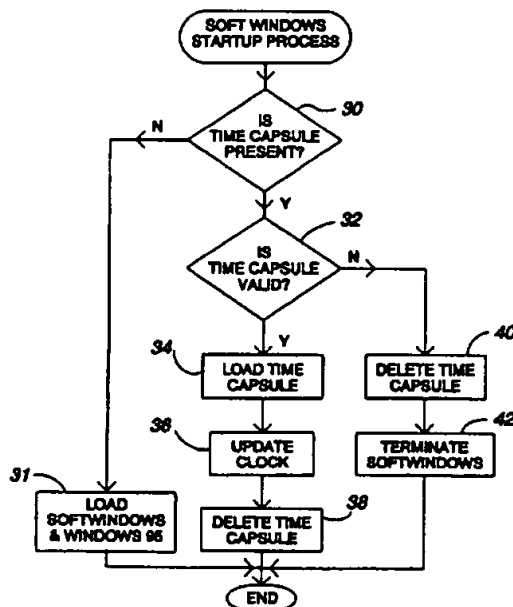 SOFT WINDOWS
STARTUP PROCESS
30
IS
TIME CAPSULE
PRESENT?
N
Y
32
IS
TIME CAPSULE
VALID?
N
Y
34
LOAD TIME
CAPSULE
40
DELETE TIME
CAPSULE
36
UPDATE
CLOCK
42
TERMINATE
SOFTWINDOWS
31
LOAD
SOFTWINDOWS
& WINDOWS 95
38
DELETE TIME
CAPSULE
END